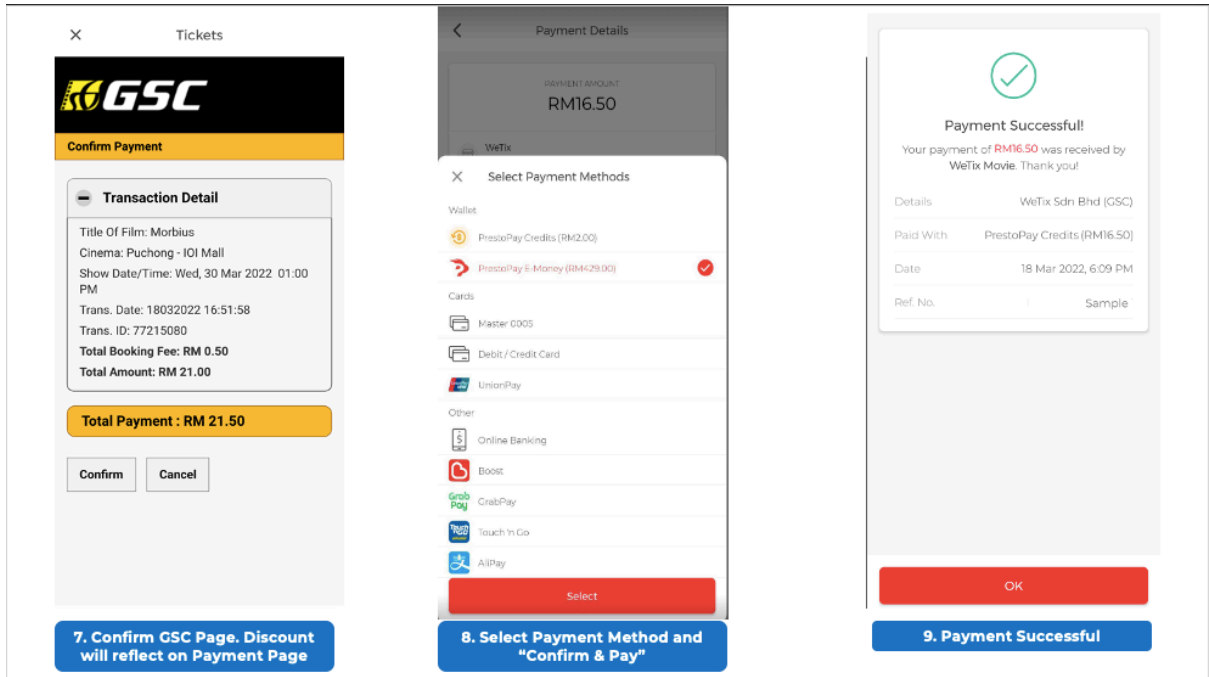 Tickets
GSC
Confirm Payment
Transaction Detail
Title Of Film: Morbius
Cinema: Puchong - IOI Mall
Show Date/Time: Wed, 30 Mar 2022 01:00
PM
Trans. Date: 18032022 16:51:58
Trans. ID: 77215080
Total Booking Fee: RM 0.50
Total Amount: RM 21.00
Total Payment : RM 21.50
Confirm
Cancel
7. Confirm GSC Page. Discount
will reflect on Payment Page
Payment Details
PAYMENT AMOUNT
RM16.50
WeTix
Select Payment Methods
Wallet
PrestoPay Credits (RM2.00)
PrestoPay E-Money (RM429.00)
Cards
Master 0005
Debit / Credit Card
UnionPay
Other
Online Banking
Boost
Grab
Pay
GrabPay
Touch 'n Go
AliPay
Select
8. Select Payment Method and
“Confirm & Pay”
Payment Successful!
Your payment of RM16.50 was received by
WeTix Movie. Thank you!
Details WeTix Sdn Bhd (GSC)
Paid With PrestoPay Credits (RM16.50)
Date 18 Mar 2022, 6:09 PM
Ref. No. Sample
OK
9. Payment Successful